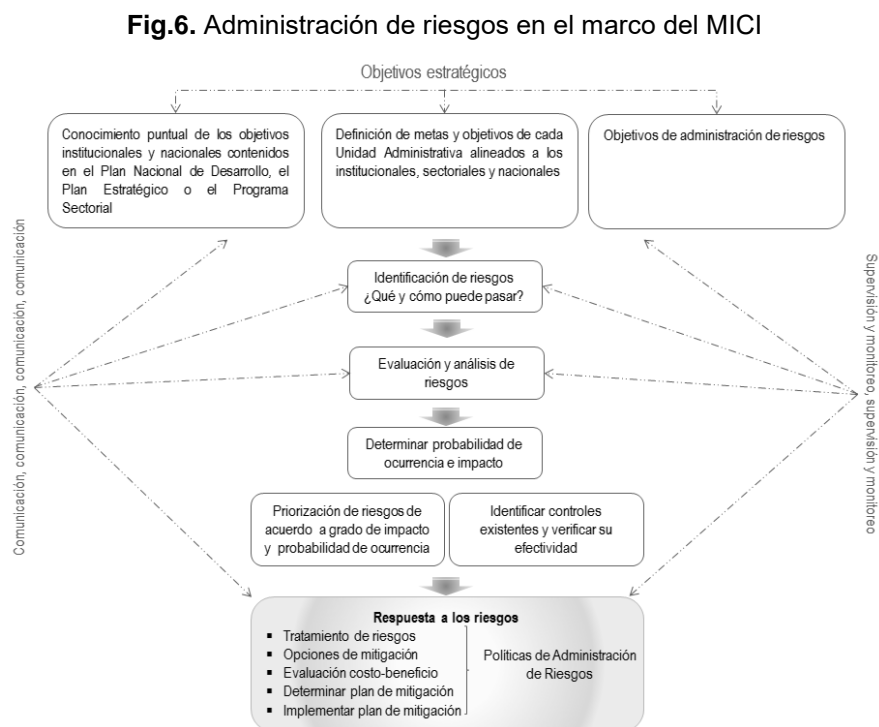 Fig.6. Administración de riesgos en el marco del MICI
Objetivos estratégicos
Conocimiento puntual de los objetivos
institucionales y nacionales contenidos
en el Plan Nacional de Desarrollo, el
Plan Estratégico o el Programa
Sectorial
Definición de metas y objetivos de cada
Unidad Administrativa alineados a los
institucionales, sectoriales y nacionales
Objetivos de administración de riesgos
Comunicación, comunicación, comunicación
Supervisión y monitoreo, supervisión y monitoreo
Identificación de riesgos
¿Qué y cómo puede pasar?
Evaluación y análisis de
riesgos
Determinar probabilidad de
ocurrencia e impacto
Priorización de riesgos de
acuerdo a grado de impacto
y probabilidad de ocurrencia
Identificar controles
existentes y verificar su
efectividad
Respuesta a los riesgos
▪ Tratamiento de riesgos
▪ Opciones de mitigación
▪ Evaluación costo-beneficio
▪ Determinar plan de mitigación
▪ Implementar plan de mitigación
Políticas de Administración
de Riesgos